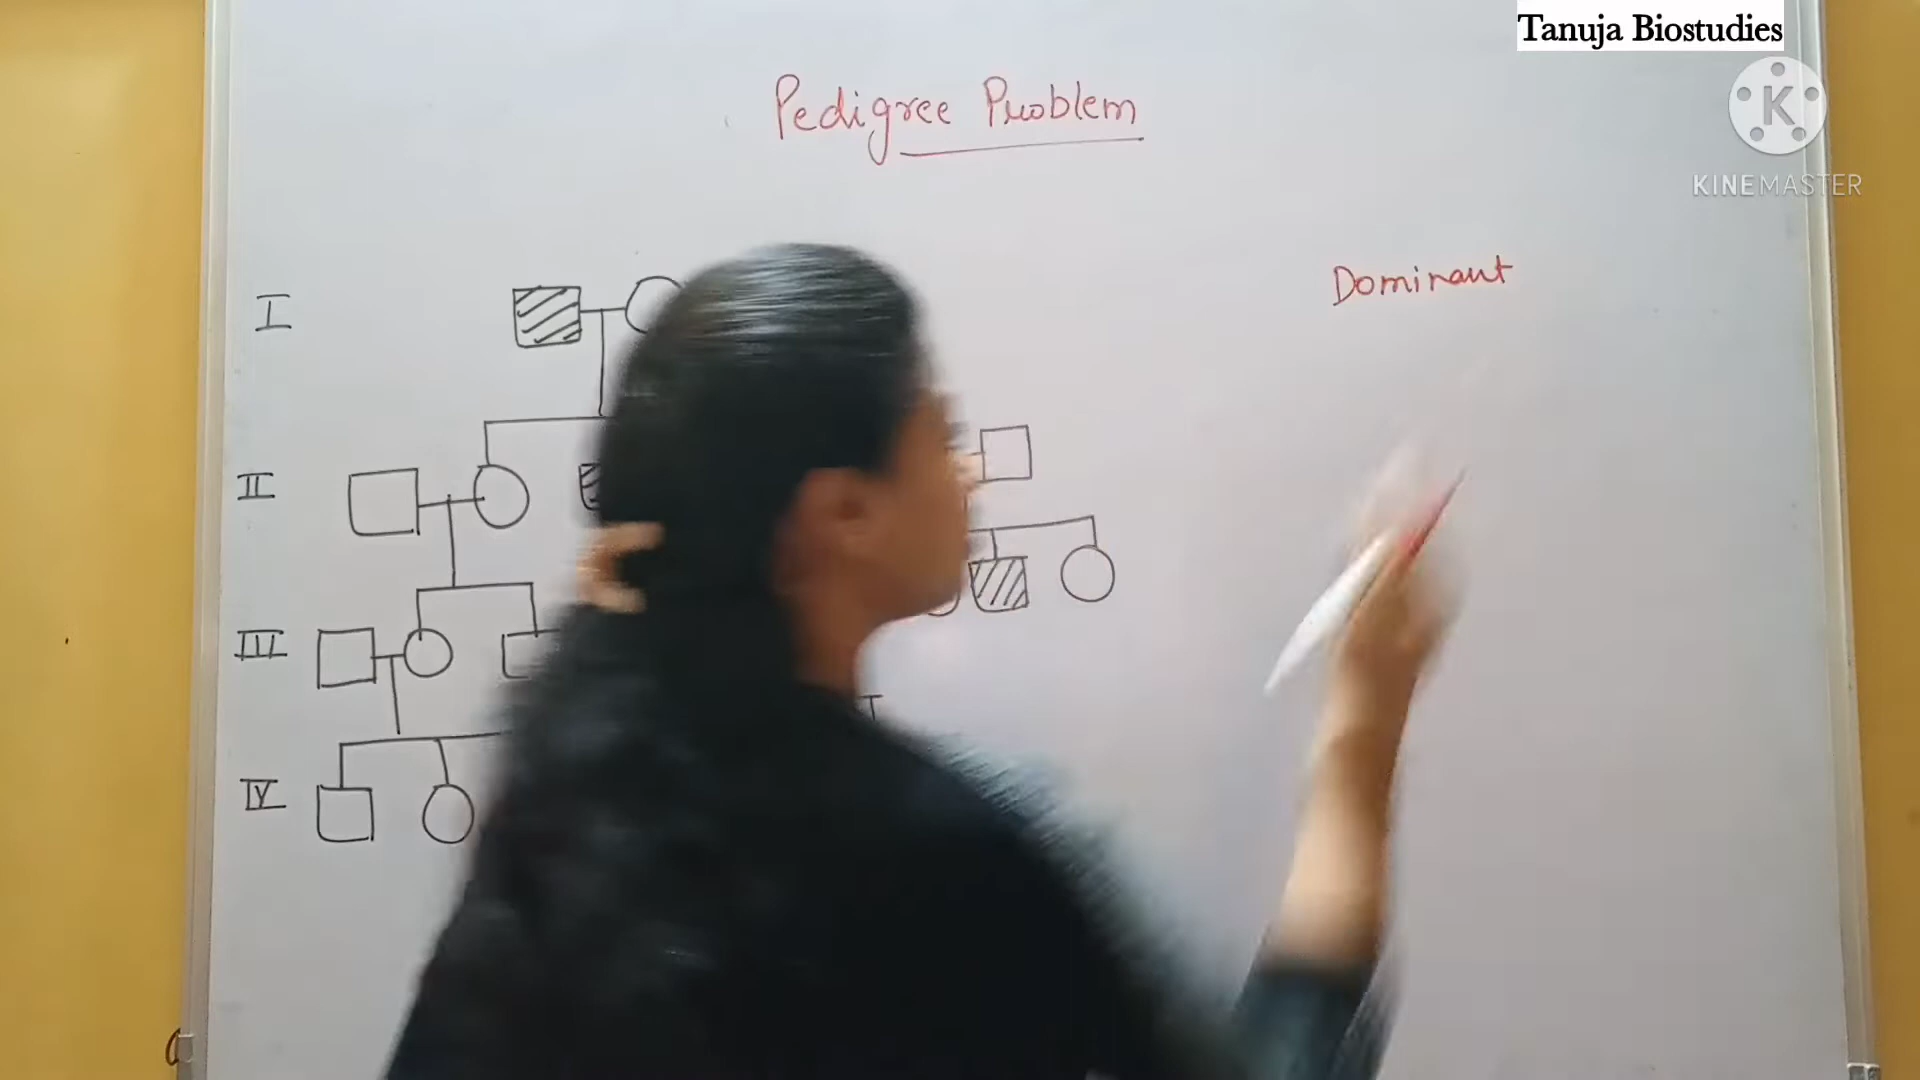 Tanuja Biostudies
Pedigree Problem
K
KINEMASTER
Dominant
I
II
III
IV